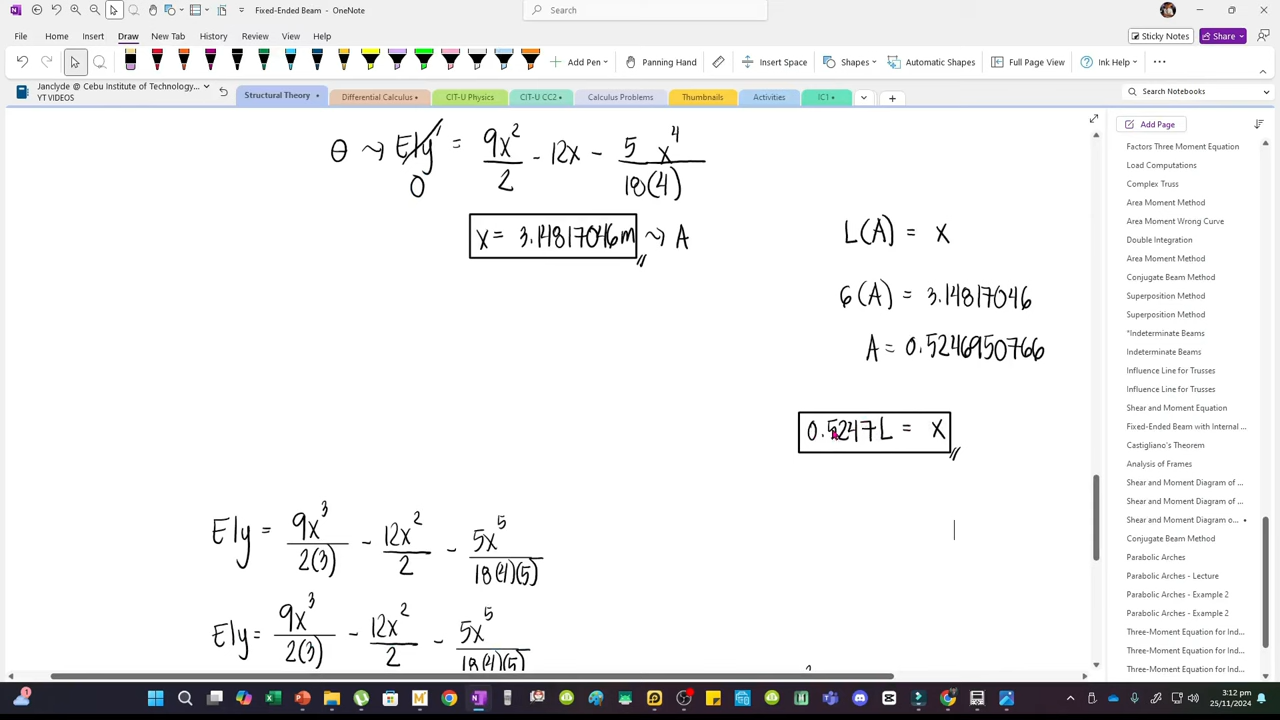 Fixed-Ended Beam - OneNote
Search
File Home Insert Draw New Tab History Review View Help
Sticky Notes
Share
Add Pen
Panning Hand
Insert Space
Shapes
Automatic Shapes
Full Page View
Ink Help
Janclyde @ Cebu Institute of Technology...
YT VIDEOS
Structural Theory
Differential Calculus
CIT-U Physics
CIT-U CC2
Calculus Problems
Thumbnails
Activities
IC1
Search Notebooks
Add Page
θ ⤳ EIy' = 9x²/2 - 12x - 5 x⁴/18(4)
0
x = 3.14817046m ⤳ A
L(A) = x
6(A) = 3.14817046
A = 0.5246950766
0.5247L = x
EIy = 9x³/2(3) - 12x²/2 - 5x⁵/18(4)(5)
EIy = 9x³/2(3) - 12x²/2 - 5x⁵/18(4)(5)
Factors Three Moment Equation
Load Computations
Complex Truss
Area Moment Method
Area Moment Wrong Curve
Double Integration
Area Moment Method
Conjugate Beam Method
Superposition Method
Superposition Method
*Indeterminate Beams
Indeterminate Beams
Influence Line for Trusses
Influence Line for Trusses
Shear and Moment Equation
Fixed-Ended Beam with Internal ...
Castigliano's Theorem
Analysis of Frames
Shear and Moment Diagram of ...
Shear and Moment Diagram of ...
Shear and Moment Diagram o...
Conjugate Beam Method
Parabolic Arches
Parabolic Arches - Lecture
Parabolic Arches - Example 2
Parabolic Arches - Example 2
Three-Moment Equation for Ind...
Three-Moment Equation for Ind...
Three-Moment Equation for Ind...
3:12 pm
25/11/2024